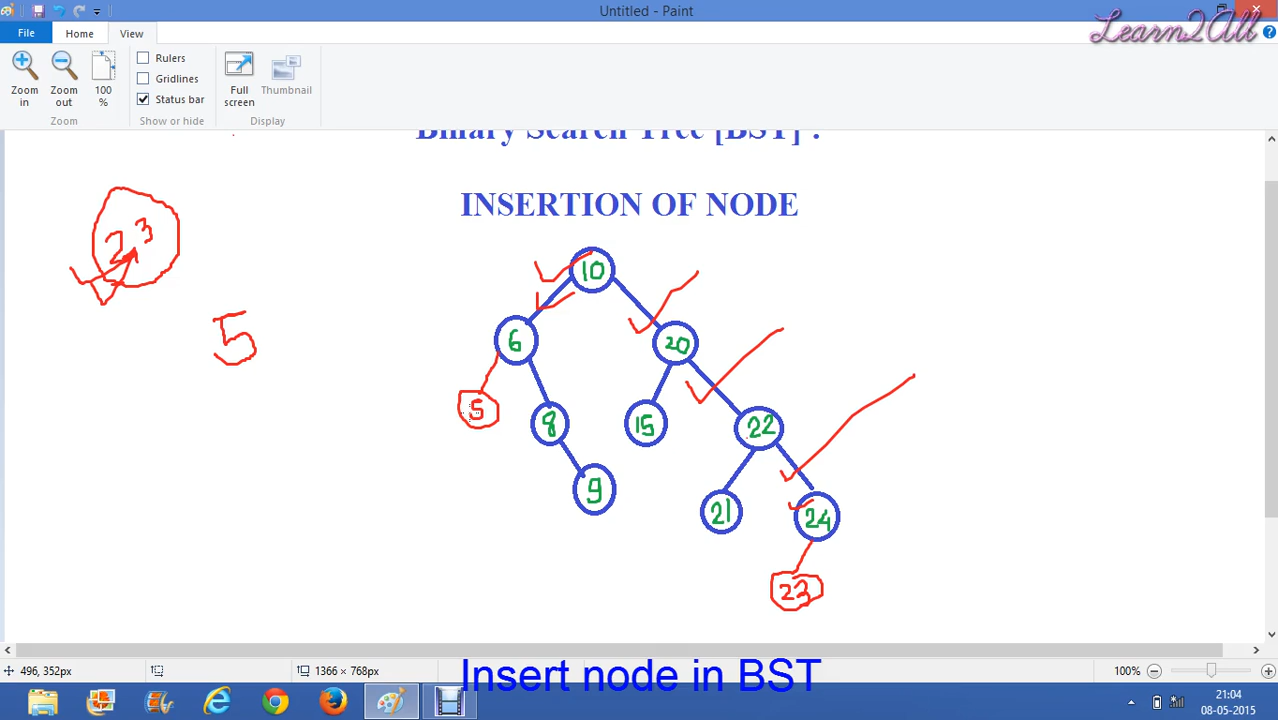 Untitled - Paint
Learn2All
File Home View
Rulers
Gridlines
Status bar
Zoom in
Zoom out
100 %
Full screen
Thumbnail
Zoom
Show or hide
Display
Binary Search Tree [BST] :
INSERTION OF NODE
23
5
10
6
20
5
8
15
22
9
21
24
23
496, 352px
1366 × 768px
100%
Insert node in BST
21:04
08-05-2015